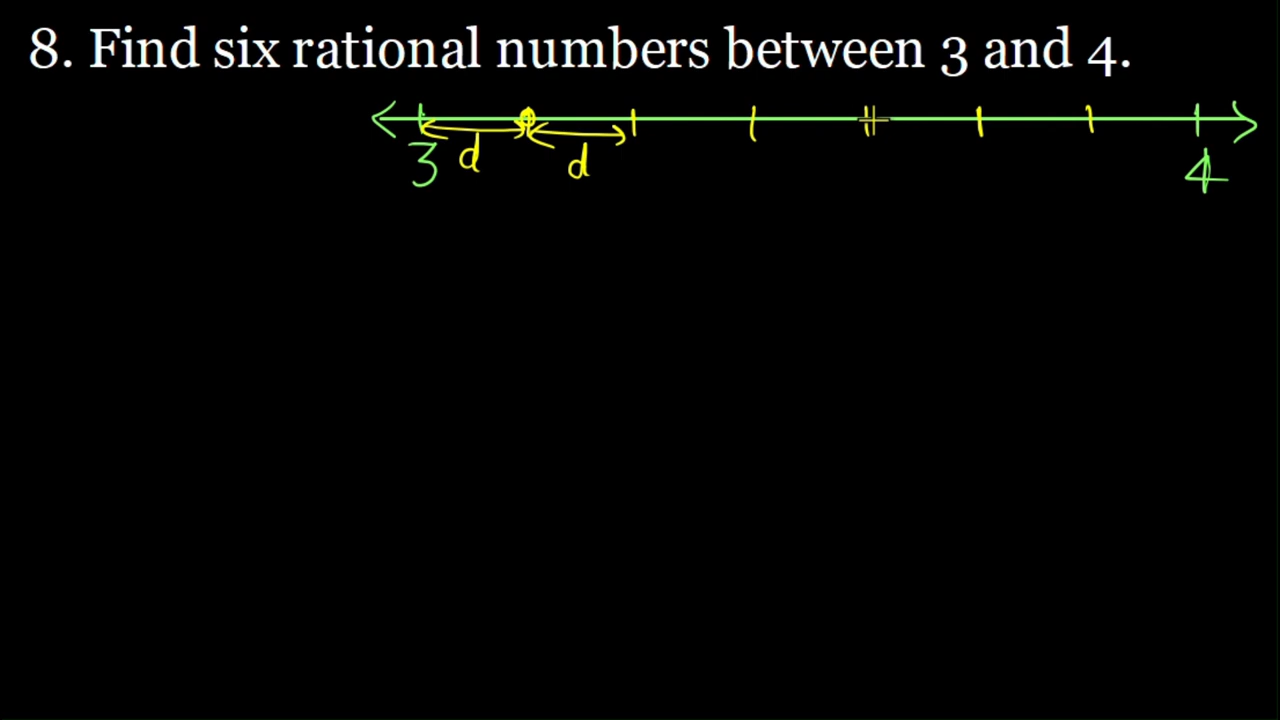 8. Find six rational numbers between 3 and 4.
3 d d 4